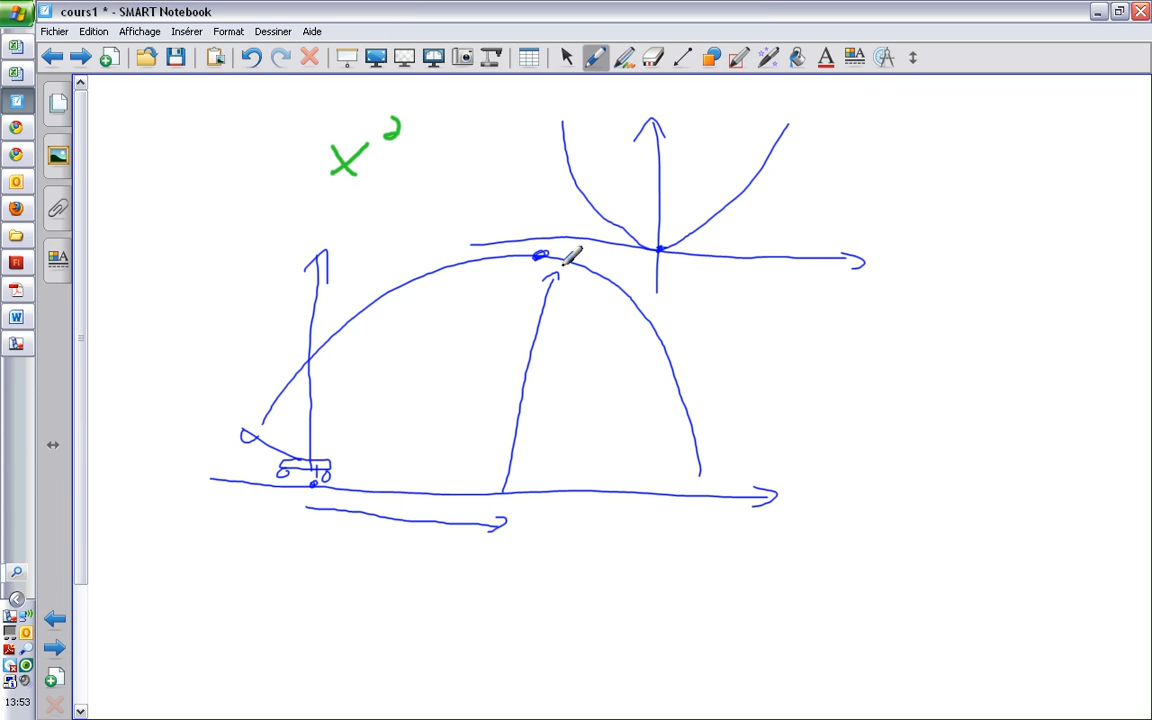 cours1 * - SMART Notebook
Fichier Edition Affichage Insérer Format Dessiner Aide
x²
13:53